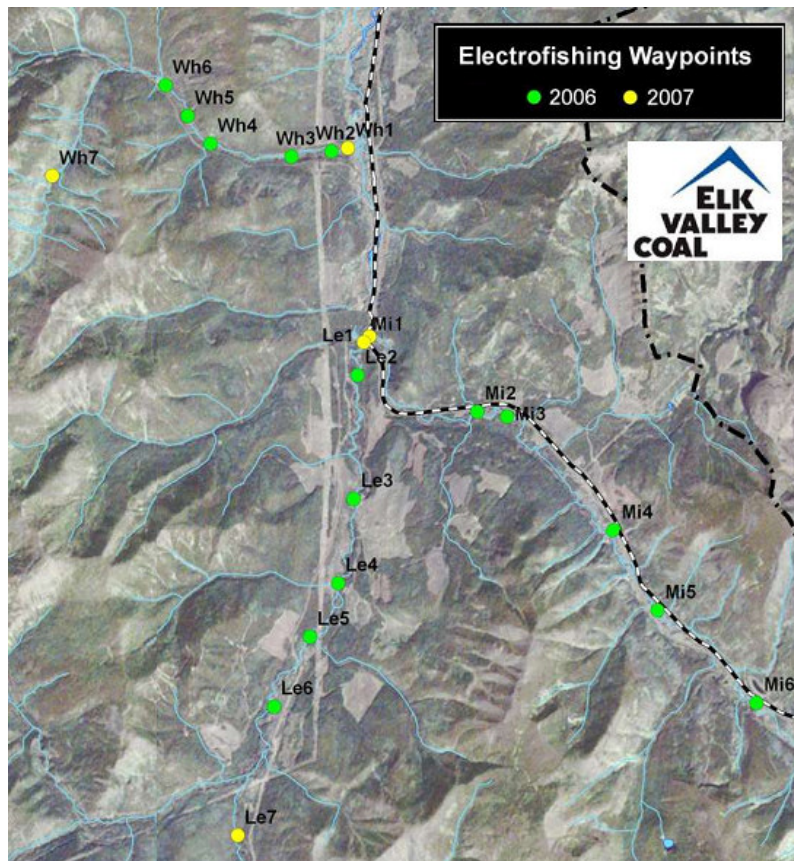 Electrofishing Waypoints
2006 2007
ELK
VALLEY
COAL
Wh6
Wh5
Wh4
Wh3
Wh2
Wh1
Wh7
Mi1
Le1
Le2
Mi2
Mi3
Le3
Mi4
Le4
Mi5
Le5
Le6
Mi6
Le7